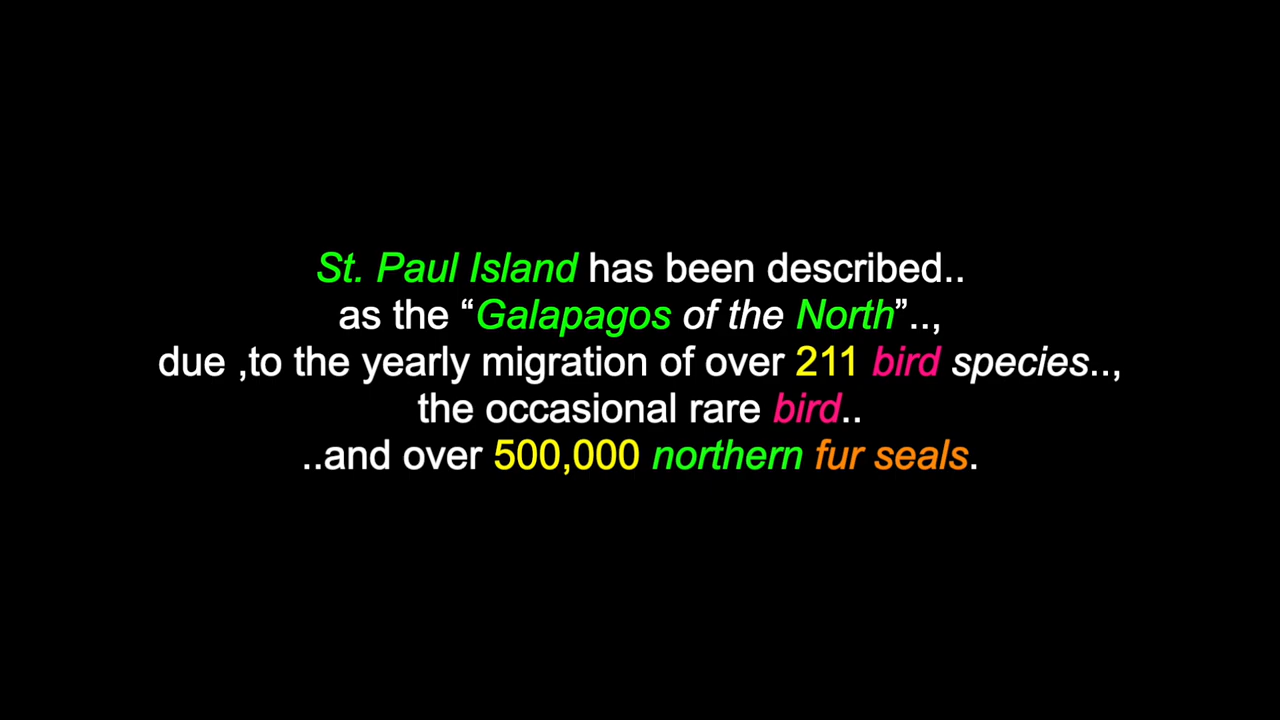 St. Paul Island has been described..
as the “Galapagos of the North”..,
due ,to the yearly migration of over 211 bird species..,
the occasional rare bird..
..and over 500,000 northern fur seals.